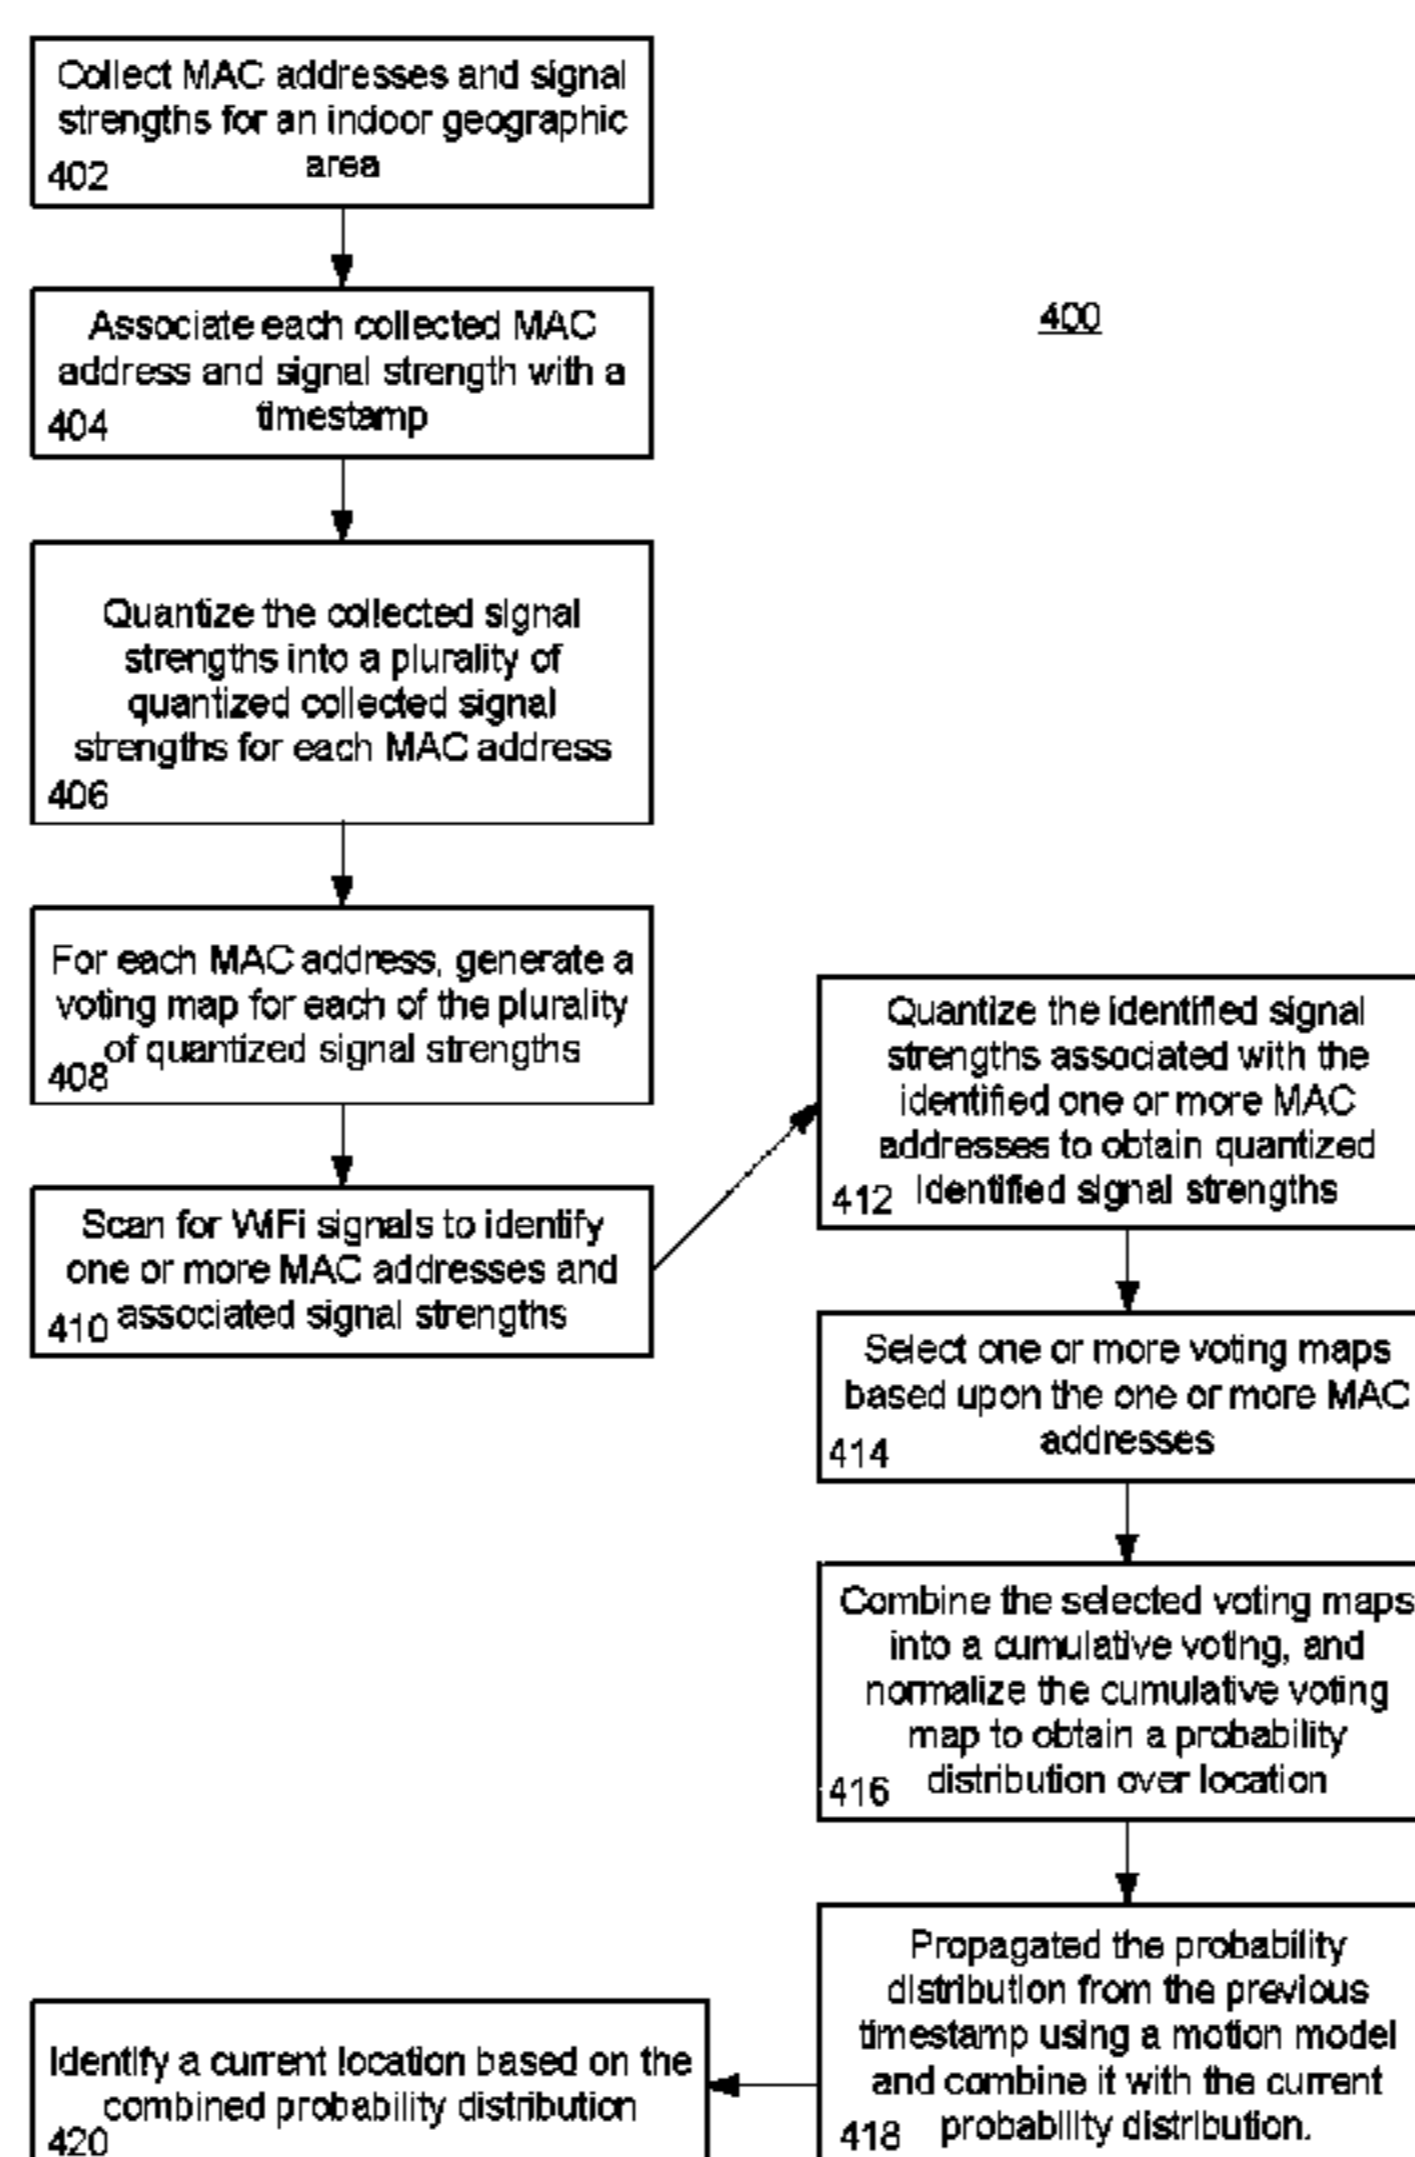 Collect MAC addresses and signal
strengths for an indoor geographic
area
402
Associate each collected MAC
address and signal strength with a
timestamp
404
400
Quantize the collected signal
strengths into a plurality of
quantized collected signal
strengths for each MAC address
406
For each MAC address, generate a
voting map for each of the plurality
of quantized signal strengths
408
Scan for WiFi signals to identify
one or more MAC addresses and
associated signal strengths
410
Quantize the identified signal
strengths associated with the
identified one or more MAC
addresses to obtain quantized
identified signal strengths
412
Select one or more voting maps
based upon the one or more MAC
addresses
414
Combine the selected voting maps
into a cumulative voting, and
normalize the cumulative voting
map to obtain a probability
distribution over location
416
Propagated the probability
distribution from the previous
timestamp using a motion model
and combine it with the current
probability distribution.
418
Identify a current location based on the
combined probability distribution
420